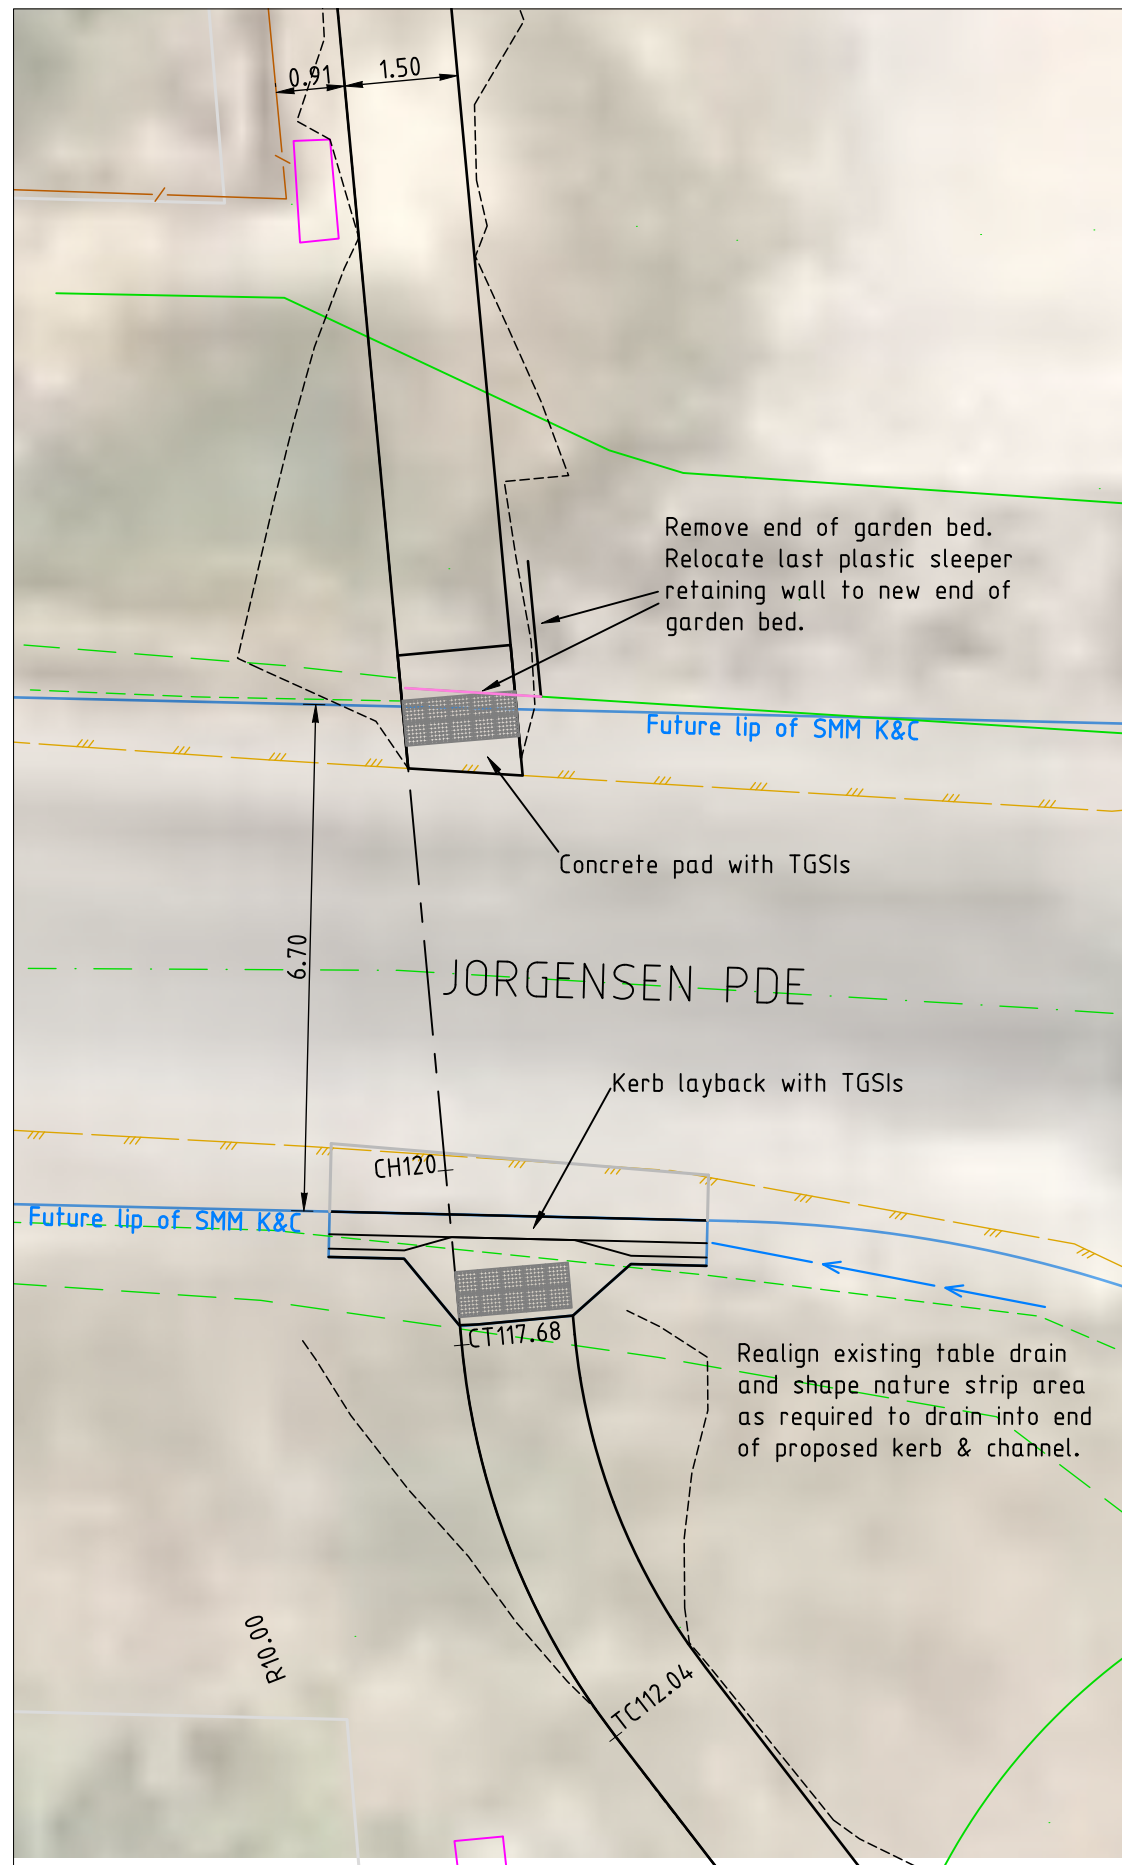 0.91
1.50
Remove end of garden bed.
Relocate last plastic sleeper
retaining wall to new end of
garden bed.
Future lip of SMM K&C
Concrete pad with TGSIs
6.70
JORGENSEN PDE
Kerb layback with TGSIs
CH120
Future lip of SMM K&C
CT117.68
Realign existing table drain
and shape nature strip area
as required to drain into end
of proposed kerb & channel.
R10.00
TC112.04